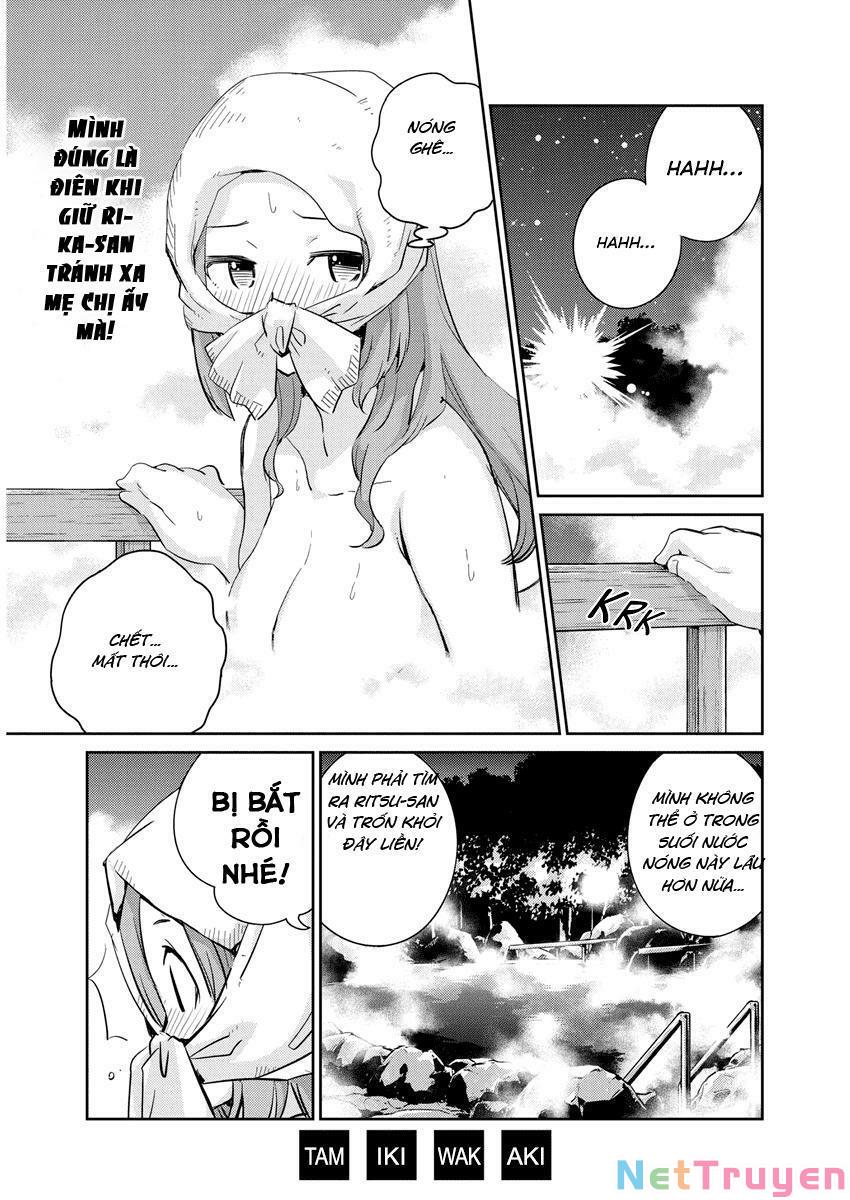 HAHH...
HAHH...
KRK
NÓNG
GHÊ...
MÌNH
ĐÚNG LÀ
ĐIÊN KHI
GIỮ RI-
KA-SAN
TRÁNH XA
MẸ CHỊ ẤY
MÀ!
CHẾT...
MẤT THÔI...
MÌNH KHÔNG
THỂ Ở TRONG
SUỐI NƯỚC
NÓNG NÀY LÂU
HƠN NỮA...
MÌNH PHẢI TÌM
RA RITSU-SAN
VÀ TRỐN KHỎI
ĐÂY LIỀN!
BỊ BẮT
RỒI
NHÉ!
TAM IKI WAK AKI
NetTruyen